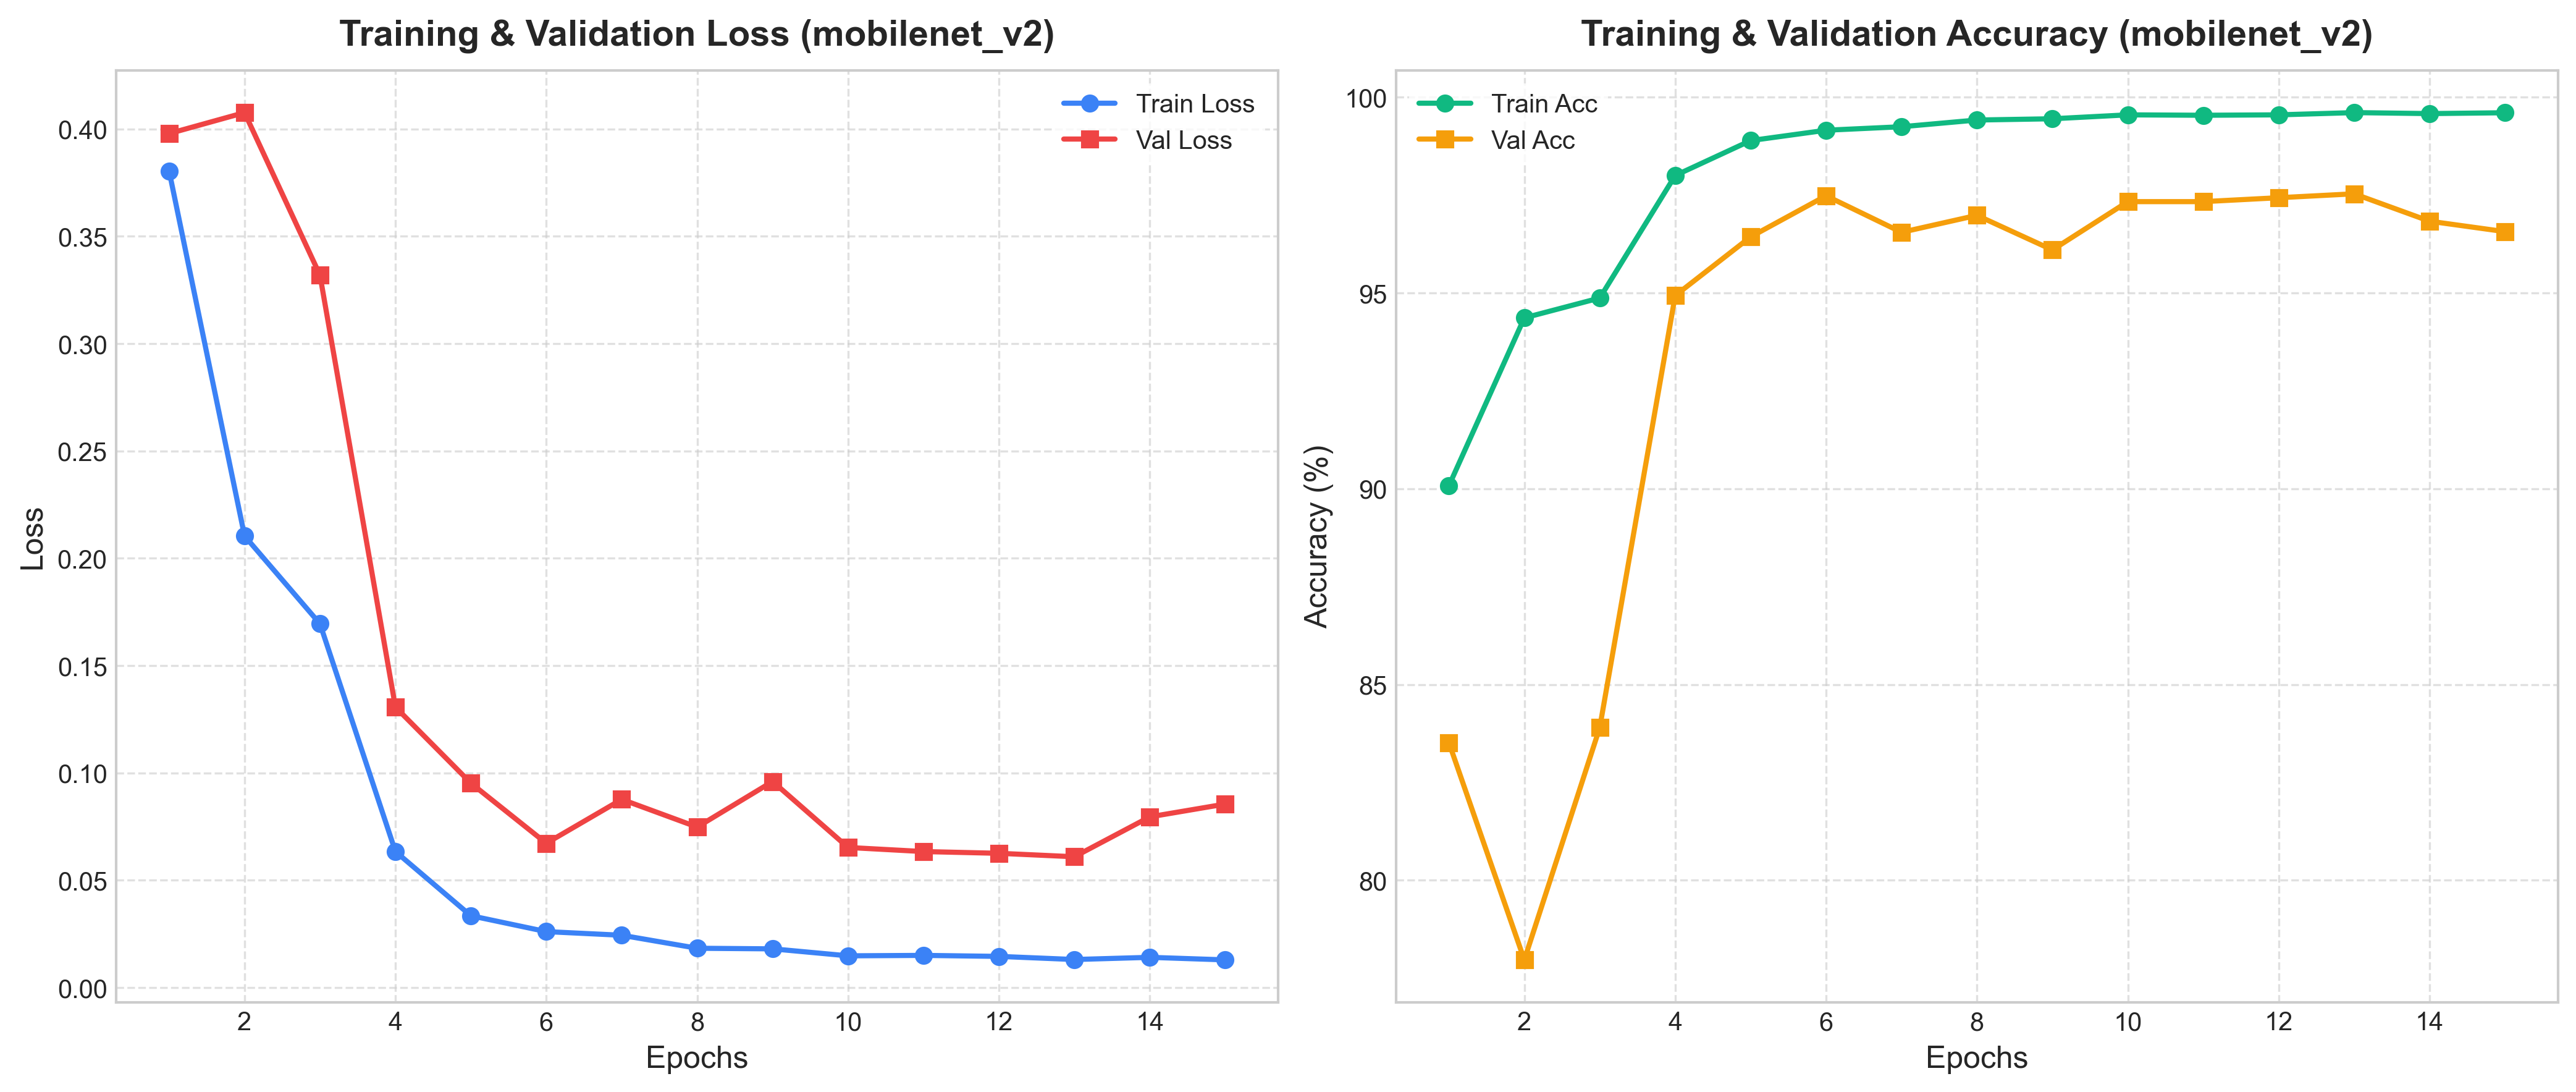 Training & Validation Loss (mobilenet_v2)
Train Loss
Val Loss
0.40
0.35
0.30
0.25
0.20
0.15
0.10
0.05
0.00
Loss
2 4 6 8 10 12 14
Epochs
Training & Validation Accuracy (mobilenet_v2)
Train Acc
Val Acc
100
95
90
85
80
Accuracy (%)
2 4 6 8 10 12 14
Epochs